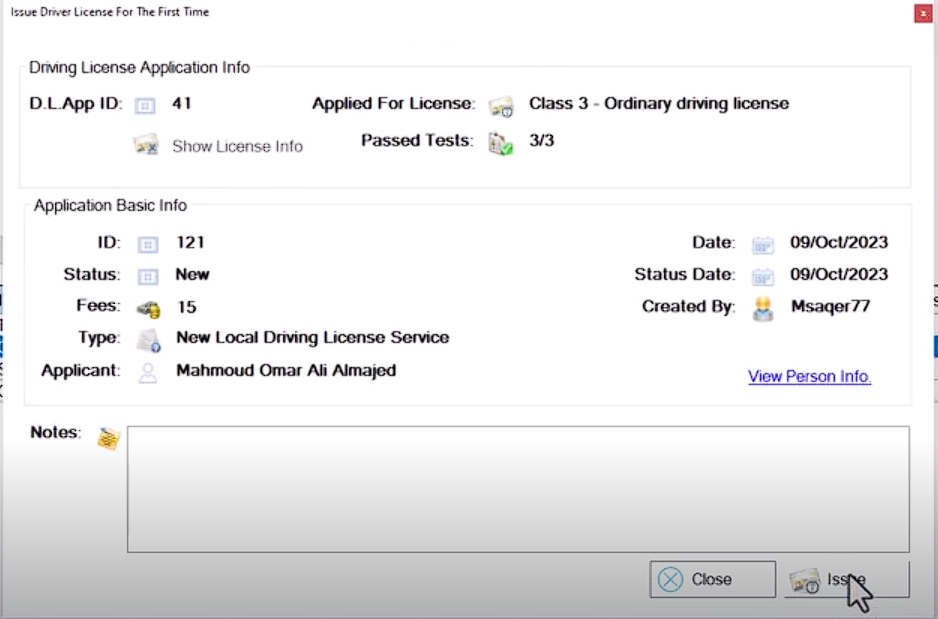 Issue Driver License For The First Time
Driving License Application Info
D.L.App ID: 41 Applied For License: Class 3 - Ordinary driving license
Show License Info Passed Tests: 3/3
Application Basic Info
ID: 121 Date: 09/Oct/2023
Status: New Status Date: 09/Oct/2023
Fees: 15 Created By: Msaqer77
Type: New Local Driving License Service
Applicant: Mahmoud Omar Ali Almajed
View Person Info.
Notes:
Close Issue